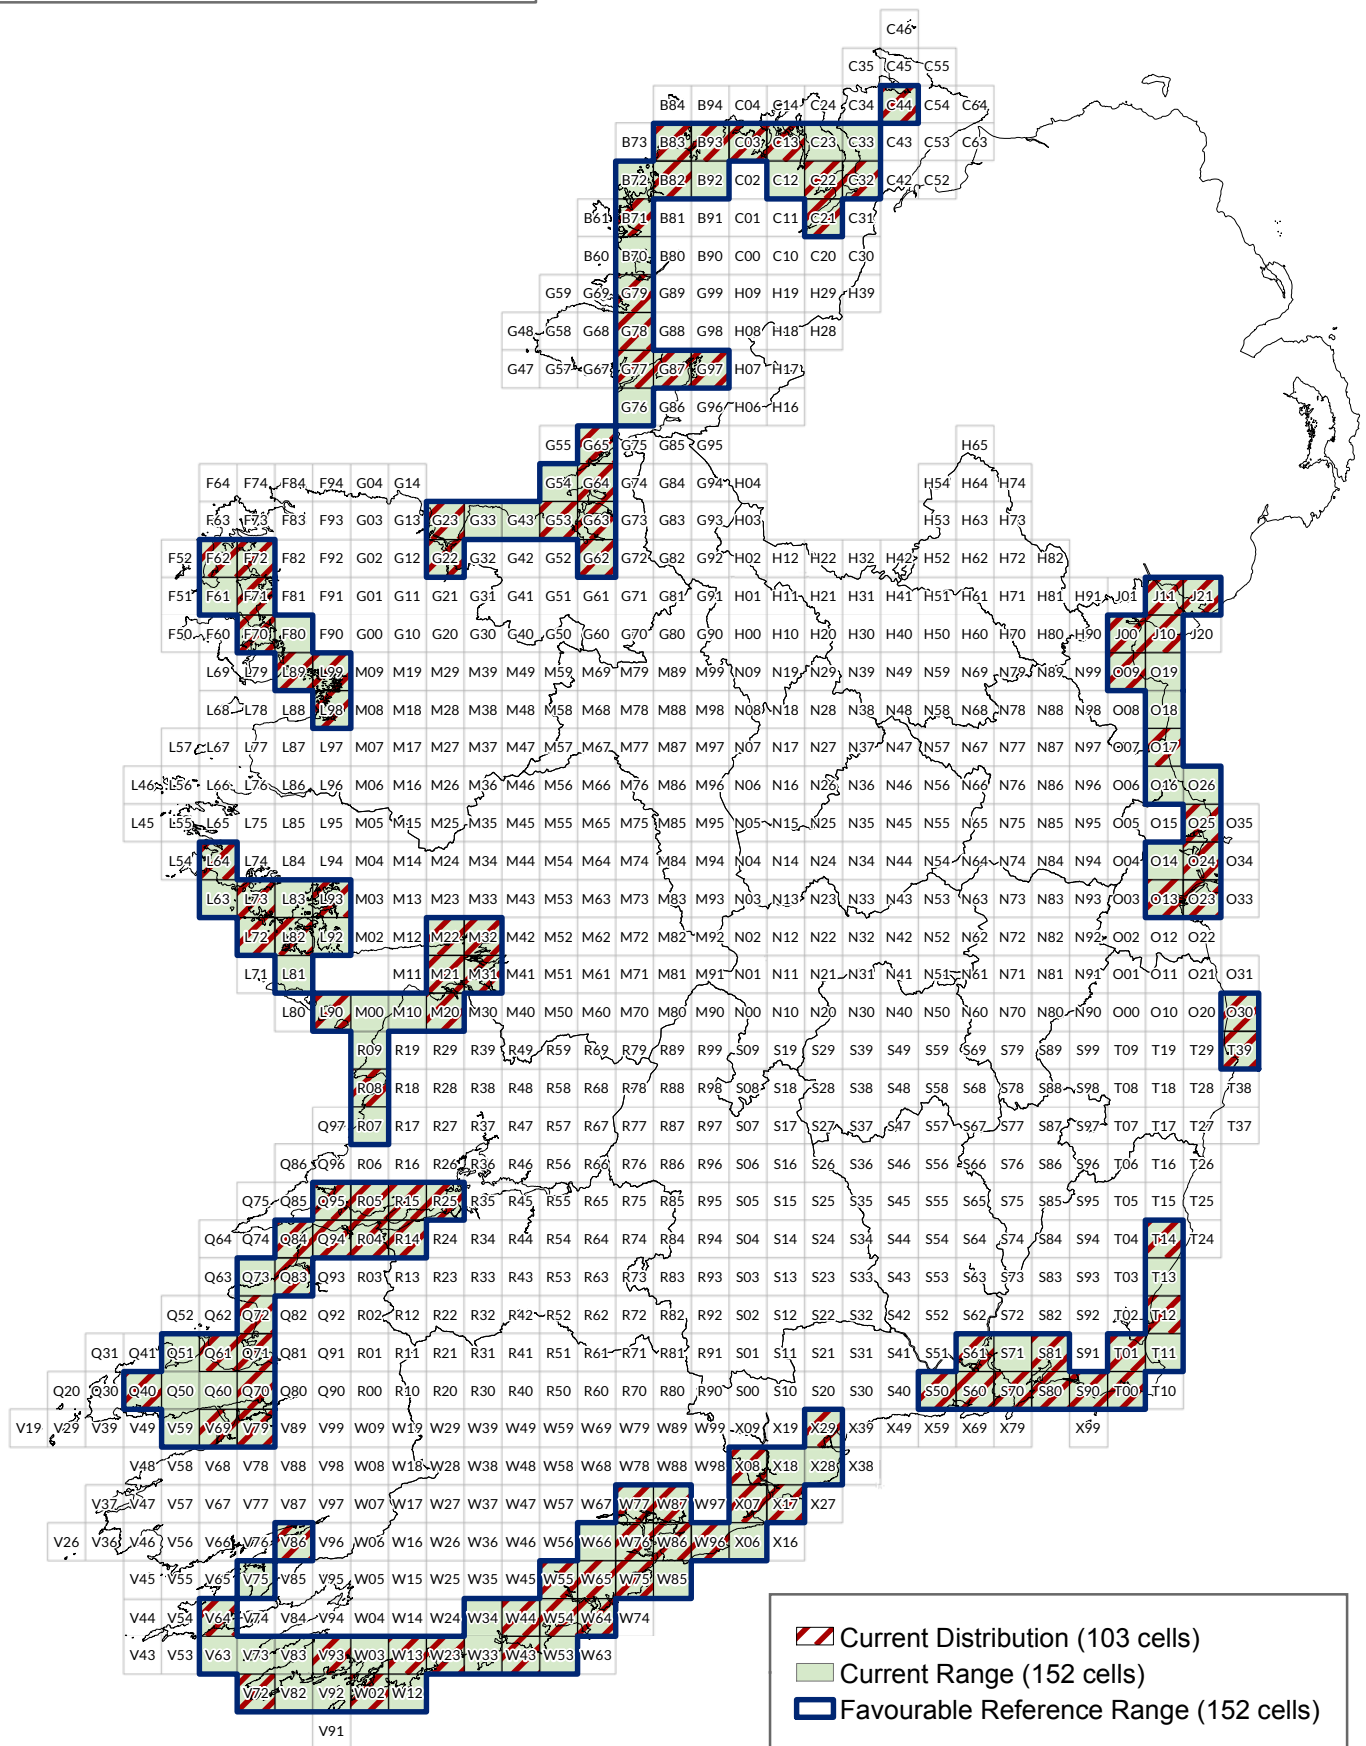 C46
C35 C45 C55
B84 B94 C04 C14 C24 C34 C44 C54 C64
B73 B83 B93 C03 C13 C23 C33 C43 C53 C63
B72 B82 B92 C02 C12 C22 C32 C42 C52
B61 B71 B81 B91 C01 C11 C21 C31
B60 B70 B80 B90 C00 C10 C20 C30
G59 G69 G79 G89 G99 H09 H19 H29 H39
G48 G58 G68 G78 G88 G98 H08 H18 H28
G47 G57 G67 G77 G87 G97 H07 H17
G76 G86 G96 H06 H16
G55 G65 G75 G85 G95 H65
F64 F74 F84 F94 G04 G14 G54 G64 G74 G84 G94 H04 H54 H64 H74
F63 F73 F83 F93 G03 G13 G23 G33 G43 G53 G63 G73 G83 G93 H03 H53 H63 H73
F52 F62 F72 F82 F92 G02 G12 G22 G32 G42 G52 G62 G72 G82 G92 H02 H12 H22 H32 H42 H52 H62 H72 H82
F51 F61 F71 F81 F91 G01 G11 G21 G31 G41 G51 G61 G71 G81 G91 H01 H11 H21 H31 H41 H51 H61 H71 H81 H91 J01 J11 J21
F50 F60 F70 F80 F90 G00 G10 G20 G30 G40 G50 G60 G70 G80 G90 H00 H10 H20 H30 H40 H50 H60 H70 H80 H90 J00 J10 J20
L69 L79 L89 L99 M09 M19 M29 M39 M49 M59 M69 M79 M89 M99 N09 N19 N29 N39 N49 N59 N69 N79 N89 N99 O09 O19
L68 L78 L88 L98 M08 M18 M28 M38 M48 M58 M68 M78 M88 M98 N08 N18 N28 N38 N48 N58 N68 N78 N88 N98 O08 O18
L57 L67 L77 L87 L97 M07 M17 M27 M37 M47 M57 M67 M77 M87 M97 N07 N17 N27 N37 N47 N57 N67 N77 N87 N97 O07 O17
L46 L56 L66 L76 L86 L96 M06 M16 M26 M36 M46 M56 M66 M76 M86 M96 N06 N16 N26 N36 N46 N56 N66 N76 N86 N96 O06 O16 O26
L45 L55 L65 L75 L85 L95 M05 M15 M25 M35 M45 M55 M65 M75 M85 M95 N05 N15 N25 N35 N45 N55 N65 N75 N85 N95 O05 O15 O25 O35
L54 L64 L74 L84 L94 M04 M14 M24 M34 M44 M54 M64 M74 M84 M94 N04 N14 N24 N34 N44 N54 N64 N74 N84 N94 O04 O14 O24 O34
L63 L73 L83 L93 M03 M13 M23 M33 M43 M53 M63 M73 M83 M93 N03 N13 N23 N33 N43 N53 N63 N73 N83 N93 O03 O13 O23 O33
L72 L82 L92 M02 M12 M22 M32 M42 M52 M62 M72 M82 M92 N02 N12 N22 N32 N42 N52 N62 N72 N82 N92 O02 O12 O22
L71 L81 M11 M21 M31 M41 M51 M61 M71 M81 M91 N01 N11 N21 N31 N41 N51 N61 N71 N81 N91 O01 O11 O21 O31
L80 L90 M00 M10 M20 M30 M40 M50 M60 M70 M80 M90 N00 N10 N20 N30 N40 N50 N60 N70 N80 N90 O00 O10 O20 O30
R09 R19 R29 R39 R49 R59 R69 R79 R89 R99 S09 S19 S29 S39 S49 S59 S69 S79 S89 S99 T09 T19 T29 T39
R08 R18 R28 R38 R48 R58 R68 R78 R88 R98 S08 S18 S28 S38 S48 S58 S68 S78 S88 S98 T08 T18 T28 T38
Q97 R07 R17 R27 R37 R47 R57 R67 R77 R87 R97 S07 S17 S27 S37 S47 S57 S67 S77 S87 S97 T07 T17 T27 T37
Q86 Q96 R06 R16 R26 R36 R46 R56 R66 R76 R86 R96 S06 S16 S26 S36 S46 S56 S66 S76 S86 S96 T06 T16 T26
Q75 Q85 Q95 R05 R15 R25 R35 R45 R55 R65 R75 R85 R95 S05 S15 S25 S35 S45 S55 S65 S75 S85 S95 T05 T15 T25
Q64 Q74 Q84 Q94 R04 R14 R24 R34 R44 R54 R64 R74 R84 R94 S04 S14 S24 S34 S44 S54 S64 S74 S84 S94 T04 T14 T24
Q63 Q73 Q83 Q93 R03 R13 R23 R33 R43 R53 R63 R73 R83 R93 S03 S13 S23 S33 S43 S53 S63 S73 S83 S93 T03 T13
Q52 Q62 Q72 Q82 Q92 R02 R12 R22 R32 R42 R52 R62 R72 R82 R92 S02 S12 S22 S32 S42 S52 S62 S72 S82 S92 T02 T12
Q31 Q41 Q51 Q61 Q71 Q81 Q91 R01 R11 R21 R31 R41 R51 R61 R71 R81 R91 S01 S11 S21 S31 S41 S51 S61 S71 S81 S91 T01 T11
Q20 Q30 Q40 Q50 Q60 Q70 Q80 Q90 R00 R10 R20 R30 R40 R50 R60 R70 R80 R90 S00 S10 S20 S30 S40 S50 S60 S70 S80 S90 T00 T10
V19 V29 V39 V49 V59 V69 V79 V89 V99 W09 W19 W29 W39 W49 W59 W69 W79 W89 W99 X09 X19 X29 X39 X49 X59 X69 X79 X99
V48 V58 V68 V78 V88 V98 W08 W18 W28 W38 W48 W58 W68 W78 W88 W98 X08 X18 X28 X38
V37 V47 V57 V67 V77 V87 V97 W07 W17 W27 W37 W47 W57 W67 W77 W87 W97 X07 X17 X27
V26 V36 V46 V56 V66 V76 V86 V96 W06 W16 W26 W36 W46 W56 W66 W76 W86 W96 X06 X16
V45 V55 V65 V75 V85 V95 W05 W15 W25 W35 W45 W55 W65 W75 W85
V44 V54 V64 V74 V84 V94 W04 W14 W24 W34 W44 W54 W64 W74
V43 V53 V63 V73 V83 V93 W03 W13 W23 W33 W43 W53 W63
V72 V82 V92 W02 W12
V91
Current Distribution (103 cells)
Current Range (152 cells)
Favourable Reference Range (152 cells)